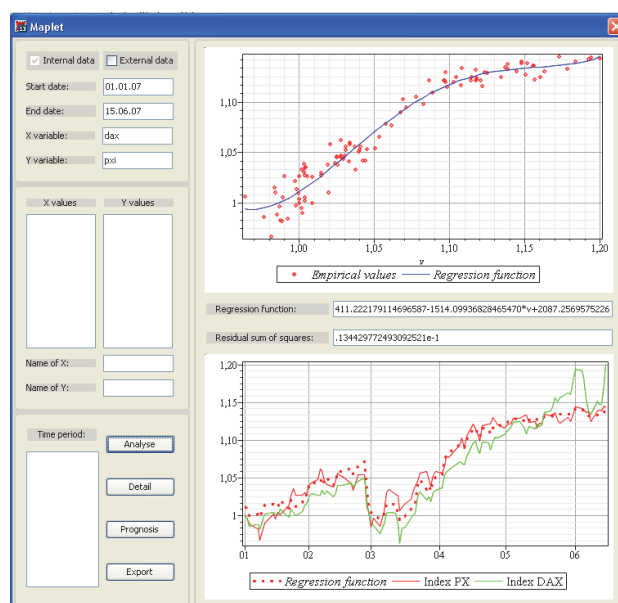 Maplet
Internal data External data
Start date: 01.01.07
End date: 15.06.07
X variable: dax
Y variable: pxi
X values Y values
Name of X:
Name of Y:
Time period:
Analyse
Detail
Prognosis
Export
1,10
1,05
1
1,00 1,05 1,10 1,15 1,20
v
Empirical values Regression function
Regression function: 411.222179114696587-1514.09936828465470*v+2087.2569575226
Residual sum of squares: .134429772493092521e-1
1,20
1,15
1,10
1,05
1
01 02 03 04 05 06
Regression function Index PX Index DAX